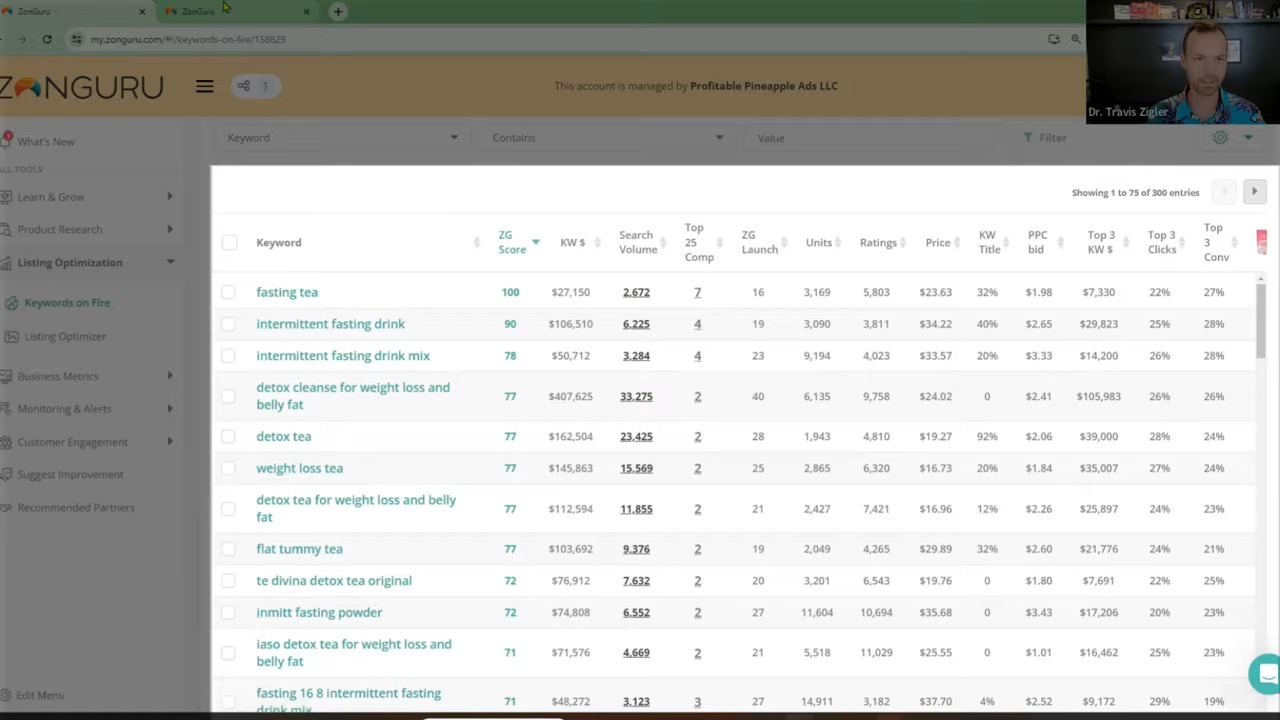 ZonGuru
ZonGuru
my.zonguru.com/#!/keywords-on-fire/158829
ZONGURU
1
This account is managed by Profitable Pineapple Ads LLC
Dr. Travis Zigler
What's New
ALL TOOLS
Learn & Grow
Product Research
Listing Optimization
Keywords on Fire
Listing Optimizer
Business Metrics
Monitoring & Alerts
Customer Engagement
Suggest Improvement
Recommended Partners
Edit Menu
Keyword Contains Value Filter
Showing 1 to 75 of 300 entries
Keyword ZG Score KW $ Search Volume Top 25 Comp ZG Launch Units Ratings Price KW Title PPC bid Top 3 KW $ Top 3 Clicks Top 3 Conv
fasting tea 100 $27,150 2,672 7 16 3,169 5,803 $23.63 32% $1.98 $7,330 22% 27%
intermittent fasting drink 90 $106,510 6,225 4 19 3,090 3,811 $34.22 40% $2.65 $29,823 25% 28%
intermittent fasting drink mix 78 $50,712 3,284 4 23 9,194 4,023 $33.57 20% $3.33 $14,200 26% 28%
detox cleanse for weight loss and
belly fat 77 $407,625 33,275 2 40 6,135 9,758 $24.02 0 $2.41 $105,983 26% 26%
detox tea 77 $162,504 23,425 2 28 1,943 4,810 $19.27 92% $2.06 $39,000 28% 24%
weight loss tea 77 $145,863 15,569 2 25 2,865 6,320 $16.73 20% $1.84 $35,007 27% 24%
detox tea for weight loss and belly
fat 77 $112,594 11,855 2 21 2,427 7,421 $16.96 12% $2.26 $25,897 24% 23%
flat tummy tea 77 $103,692 9,376 2 19 2,049 4,265 $29.89 32% $2.60 $21,776 24% 21%
te divina detox tea original 72 $76,912 7,632 2 20 3,201 6,543 $19.76 0 $1.80 $7,691 22% 25%
inmitt fasting powder 72 $74,808 6,552 2 27 11,604 10,694 $35.68 0 $3.43 $17,206 20% 23%
iaso detox tea for weight loss and
belly fat 71 $71,576 4,669 2 21 5,518 11,029 $25.55 0 $1.01 $16,462 25% 23%
fasting 16 8 intermittent fasting
drink mix 71 $48,272 3,123 3 27 14,911 3,182 $37.70 4% $2.52 $9,172 29% 19%